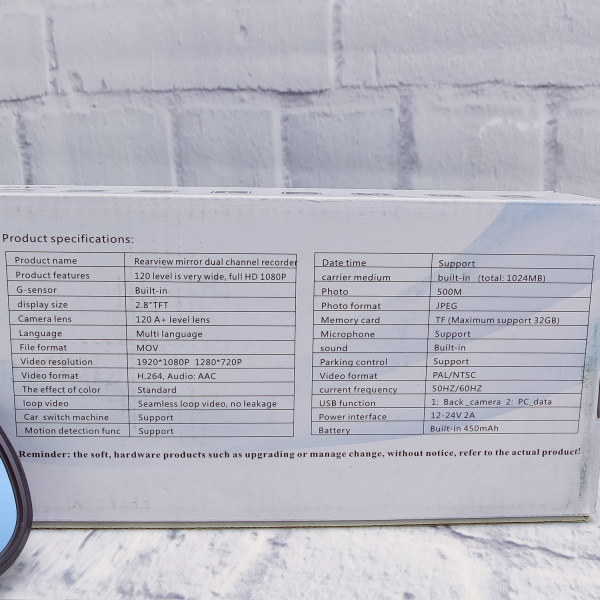 Product specifications:
Product name Rearview mirror dual channel recorder
Product features 120 level is very wide, full HD 1080P
G-sensor Built-in
display size 2.8"TFT
Camera lens 120 A+ level lens
Language Multi language
File format MOV
Video resolution 1920*1080P 1280*720P
Video format H.264, Audio: AAC
The effect of color Standard
loop video Seamless loop video, no leakage
Car switch machine Support
Motion detection func Support
Date time Support
carrier medium built-in (total: 1024MB)
Photo 500M
Photo format JPEG
Memory card TF (Maximum support 32GB)
Microphone Support
sound Built-in
Parking control Support
Video format PAL/NTSC
current frequency 50HZ/60HZ
USB function 1: Back_camera 2: PC_data
Power interface 12-24V 2A
Battery Built-in 450mAh
Reminder: the soft, hardware products such as upgrading or manage change, without notice, refer to the actual product!